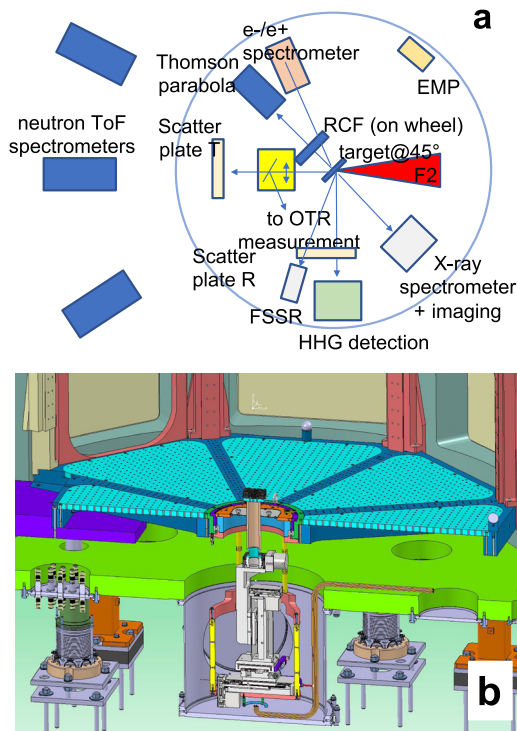 a
e-/e+
spectrometer
Thomson
parabola
EMP
neutron ToF
spectrometers
Scatter
plate T
RCF (on wheel)
target@45°
F2
to OTR
measurement
Scatter
plate R
X-ray
spectrometer
+ imaging
FSSR
HHG detection
b